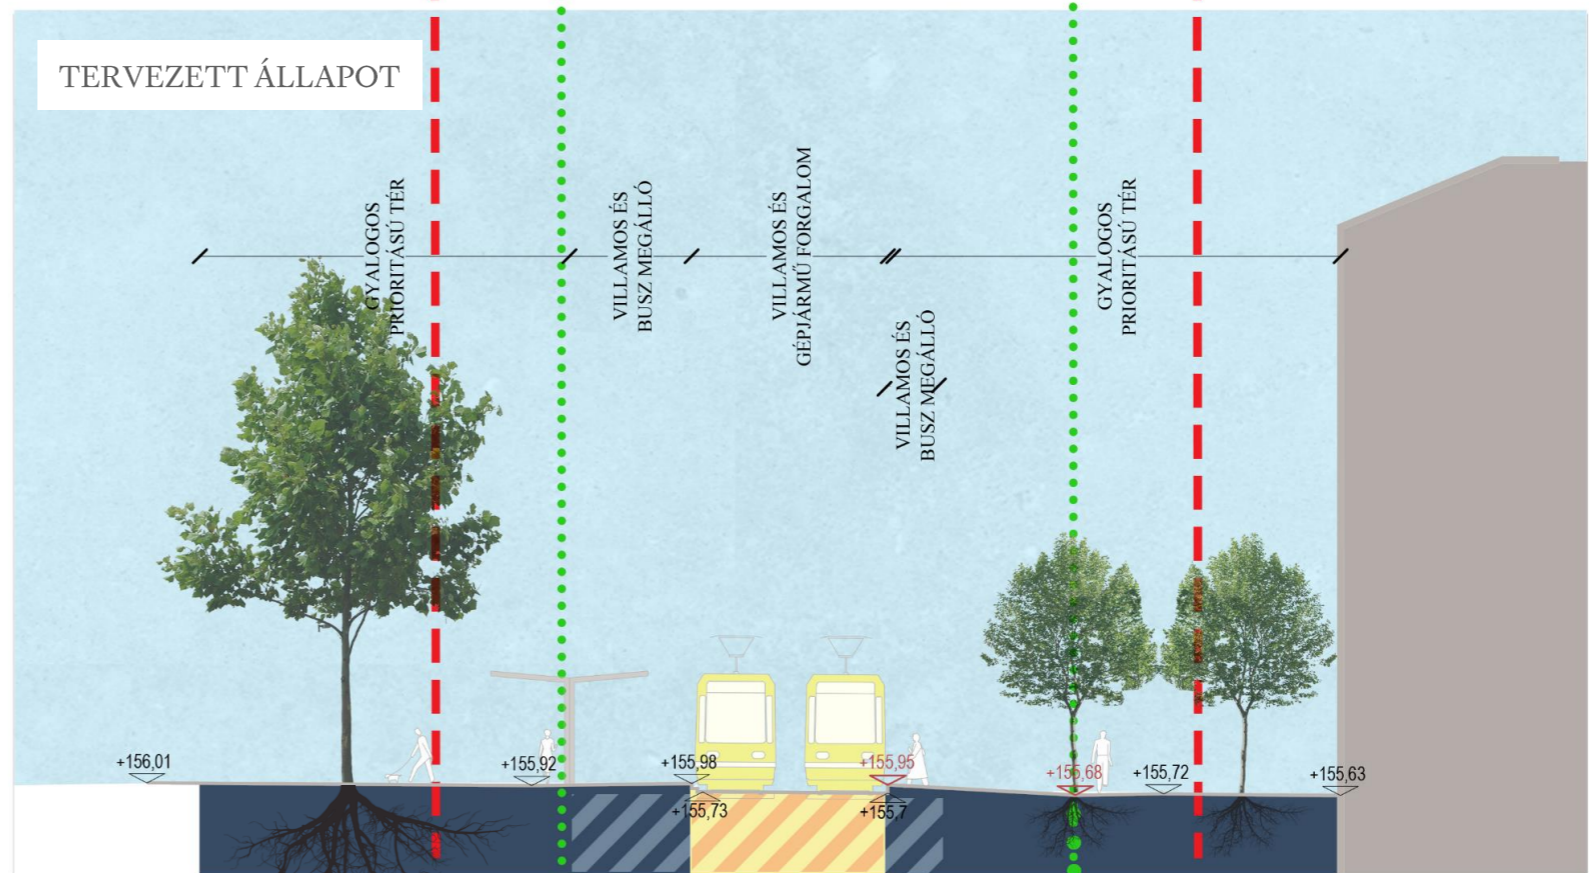 TERVEZETT ÁLLAPOT
GYALOGOS
PRIORITÁSÚ TÉR
VILLAMOS ÉS
BUSZ MEGÁLLÓ
VILLAMOS ÉS
GÉPJÁRMŰ FORGALOM
VILLAMOS ÉS
BUSZ MEGÁLLÓ
GYALOGOS
PRIORITÁSÚ TÉR
+156,01
+155,92
+155,98
+155,95
+155,68
+155,72
+155,63
+155,73
+155,7